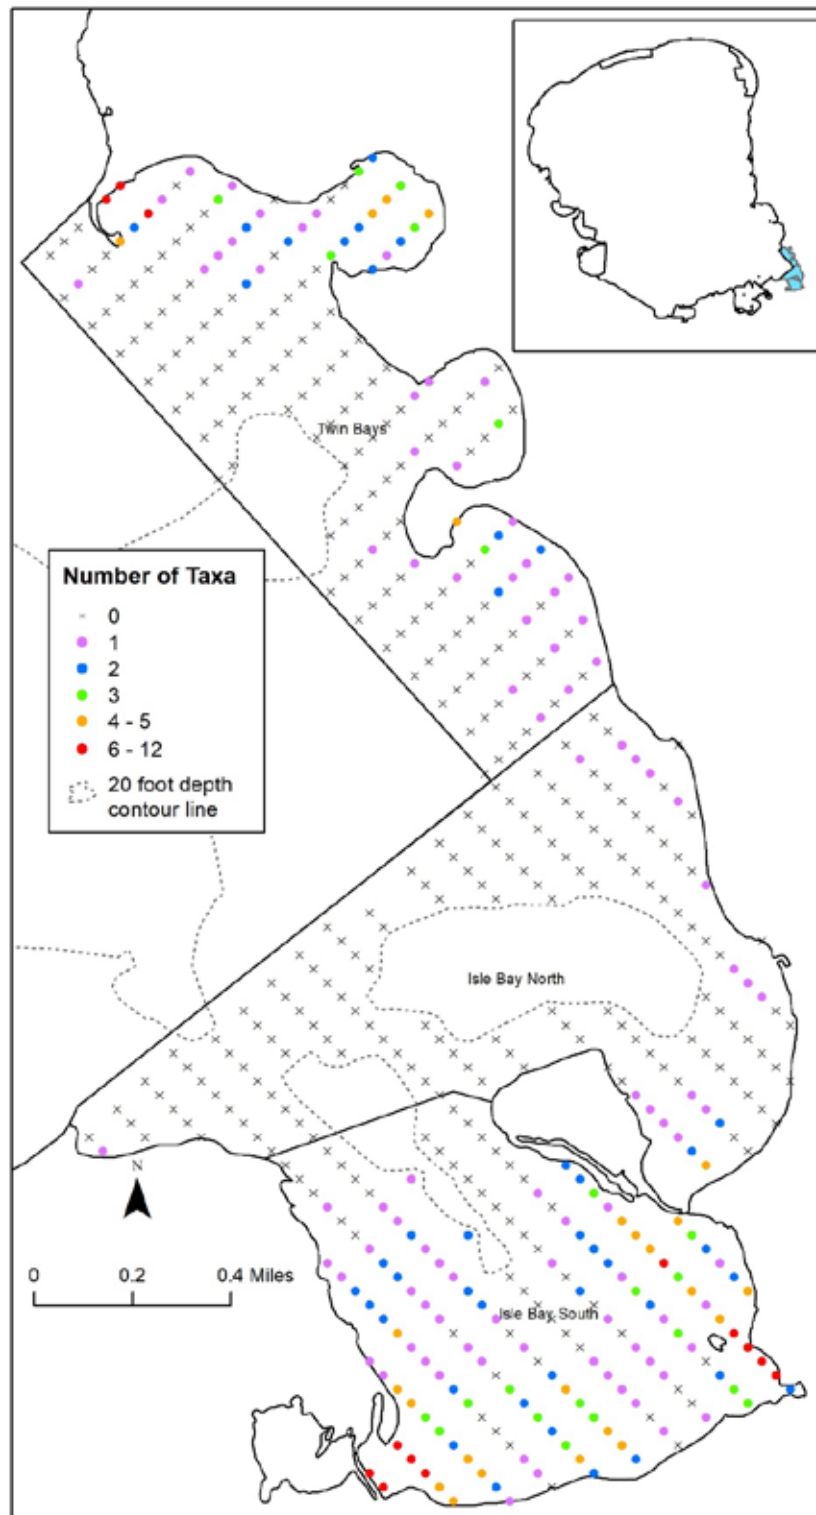 Twin Bays
Number of Taxa
0
1
2
3
4 - 5
6 - 12
20 foot depth
contour line
Isle Bay North
N
0 0.2 0.4 Miles
Isle Bay South